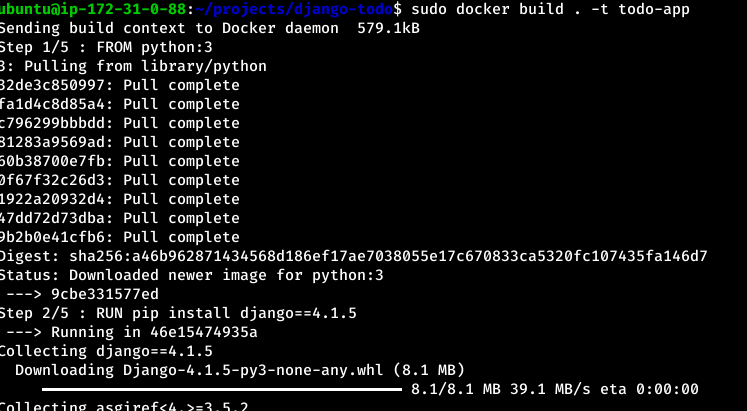 ubuntu@ip-172-31-0-88:~/projects/django-todo$ sudo docker build . -t todo-app
Sending build context to Docker daemon  579.1kB
Step 1/5 : FROM python:3
3: Pulling from library/python
32de3c850997: Pull complete
fa1d4c8d85a4: Pull complete
c796299bbbdd: Pull complete
81283a9569ad: Pull complete
60b38700e7fb: Pull complete
0f67f32c26d3: Pull complete
1922a20932d4: Pull complete
47dd72d73dba: Pull complete
9b2b0e41cfb6: Pull complete
Digest: sha256:a46b962871434568d186ef17ae7038055e17c670833ca5320fc107435fa146d7
Status: Downloaded newer image for python:3
 ---> 9cbe331577ed
Step 2/5 : RUN pip install django==4.1.5
 ---> Running in 46e15474935a
Collecting django==4.1.5
  Downloading Django-4.1.5-py3-none-any.whl (8.1 MB)
     ━━━━━━━━━━━━━━━━━━━━━━━━━━━━━━━━━━━━━━━━ 8.1/8.1 MB 39.1 MB/s eta 0:00:00
Collecting asgiref<4,>=3.5.2